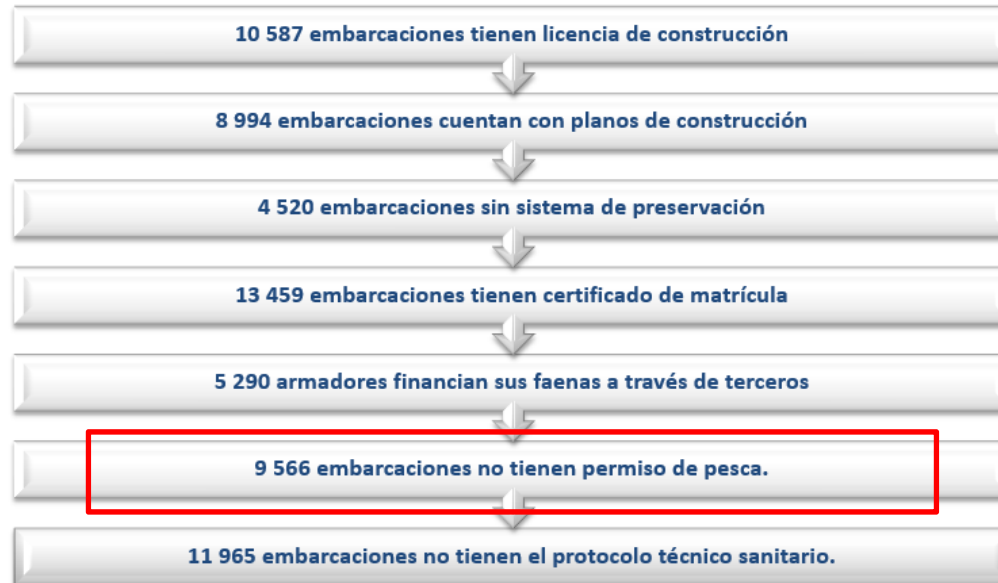 10 587 embarcaciones tienen licencia de construcción
8 994 embarcaciones cuentan con planos de construcción
4 520 embarcaciones sin sistema de preservación
13 459 embarcaciones tienen certificado de matrícula
5 290 armadores financian sus faenas a través de terceros
9 566 embarcaciones no tienen permiso de pesca.
11 965 embarcaciones no tienen el protocolo técnico sanitario.